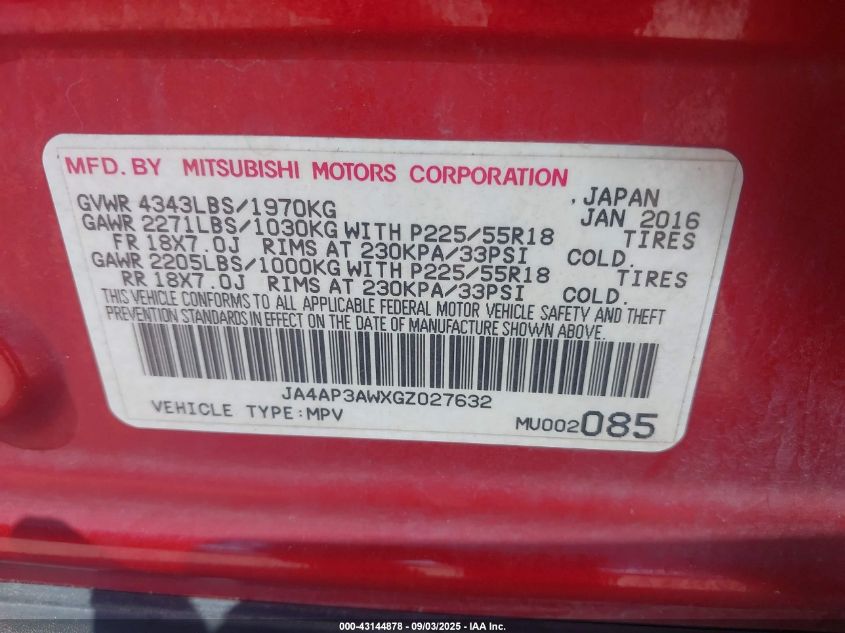 MFD. BY MITSUBISHI MOTORS CORPORATION
, JAPAN
GVWR 4343LBS/1970KG JAN 2016
GAWR 2271LBS/1030KG WITH P225/55R18 TIRES
FR 18X7.0J RIMS AT 230KPA/33PSI COLD.
GAWR 2205LBS/1000KG WITH P225/55R18 TIRES
RR 18X7.0J RIMS AT 230KPA/33PSI COLD.
THIS VEHICLE CONFORMS TO ALL APPLICABLE FEDERAL MOTOR VEHICLE SAFETY AND THEFT
PREVENTION STANDARDS IN EFFECT ON THE DATE OF MANUFACTURE SHOWN ABOVE.
JA4AP3AWXGZ027632
VEHICLE TYPE:MPV MU002085
000-43144878 - 09/03/2025 - IAA Inc.